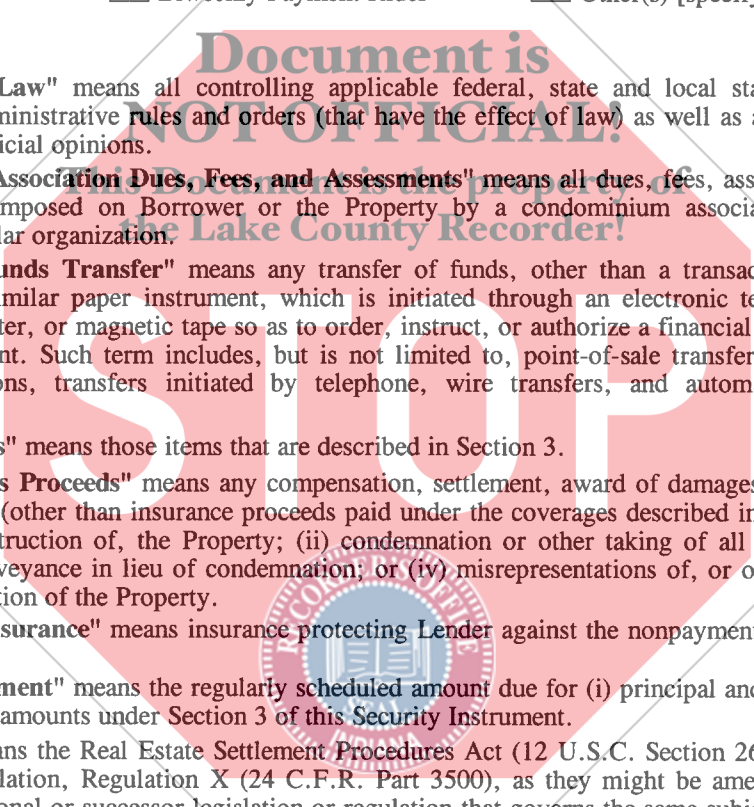 Document is
Law" means all controlling applicable federal, state and local
ministrative rules and orders (that have the effect of law) as well as
NOT OFFICIAL!
icial opinions.
This Document is the property of
Association Dues, Fees, and Assessments" means all dues, fees,
mposed on Borrower or the Property by a condominium
the Lake County Recorder!
lar organization.
unds Transfer" means any transfer of funds, other than a
imilar paper instrument, which is initiated through an electronic
ter, or magnetic tape so as to order, instruct, or authorize a financial
nt. Such term includes, but is not limited to, point-of-sale
ons, transfers initiated by telephone, wire transfers, and
STOP
s" means those items that are described in Section 3.
s Proceeds" means any compensation, settlement, award of damages
(other than insurance proceeds paid under the coverages described in
truction of, the Property; (ii) condemnation or other taking of all
veyance in lieu of condemnation; or (iv) misrepresentations of, or
tion of the Property.
RECORDER'S OFFICE
surance" means insurance protecting Lender against the nonpayment
SEAL
ment" means the regularly scheduled amount due for (i) principal and
amounts under Section 3 of this Security Instrument.
INDIANA
ans the Real Estate Settlement Procedures Act (12 U.S.C. Section 26
lation, Regulation X (24 C.F.R. Part 3500), as they might be